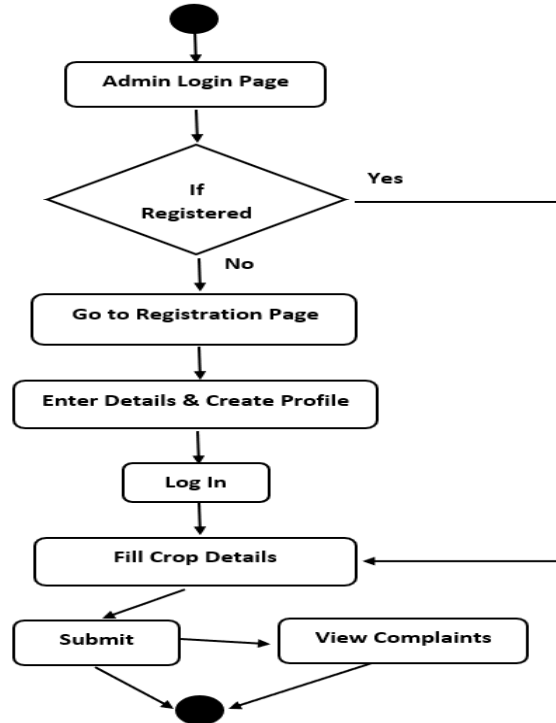 Admin Login Page
If
Registered
Yes
No
Go to Registration Page
Enter Details & Create Profile
Log In
Fill Crop Details
Submit
View Complaints